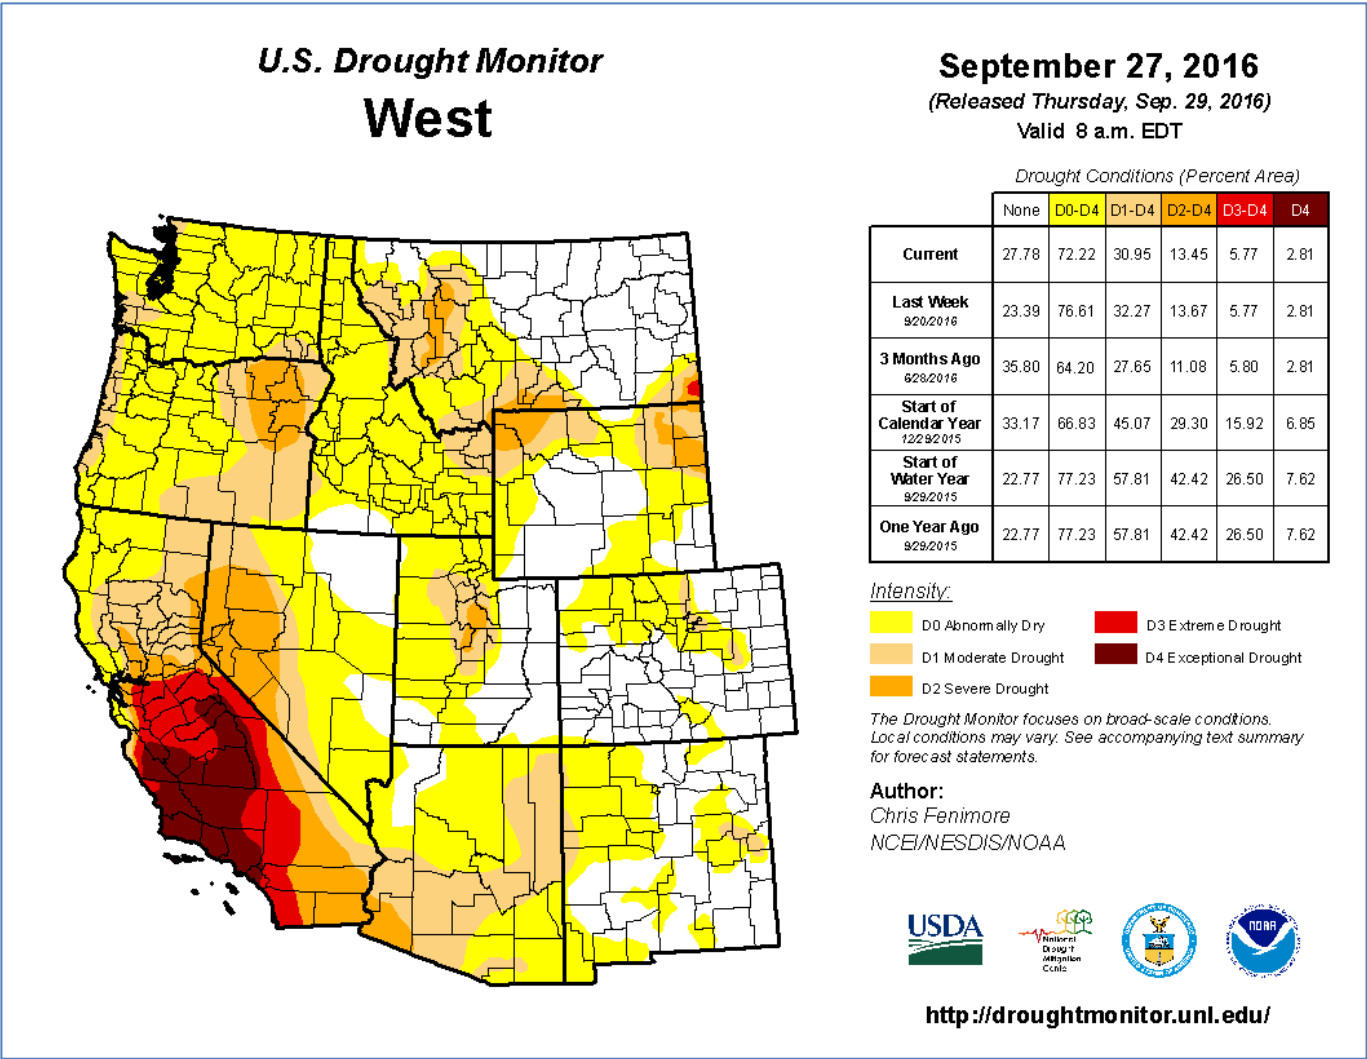 U.S. Drought Monitor
West
September 27, 2016
(Released Thursday, Sep. 29, 2016)
Valid 8 a.m. EDT
Drought Conditions (Percent Area)
None D0-D4 D1-D4 D2-D4 D3-D4 D4
Current 27.78 72.22 30.95 13.45 5.77 2.81
Last Week 23.39 76.61 32.27 13.67 5.77 2.81
9/20/2016
3 Months Ago 35.80 64.20 27.65 11.08 5.80 2.81
6/28/2016
Start of
Calendar Year 33.17 66.83 45.07 29.30 15.92 6.85
12/29/2015
Start of
Water Year 22.77 77.23 57.81 42.42 26.50 7.62
9/29/2015
One Year Ago 22.77 77.23 57.81 42.42 26.50 7.62
9/29/2015
Intensity:
D0 Abnormally Dry
D1 Moderate Drought
D2 Severe Drought
D3 Extreme Drought
D4 Exceptional Drought
The Drought Monitor focuses on broad-scale conditions.
Local conditions may vary. See accompanying text summary
for forecast statements.
Author:
Chris Fenimore
NCEI/NESDIS/NOAA
USDA
National
Drought
Mitigation
Center
NOAA
http://droughtmonitor.unl.edu/